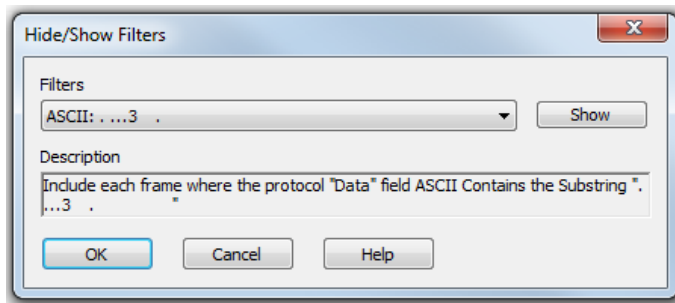 Hide/Show Filters
X
Filters
ASCII: . ...3 .
Show
Description
Include each frame where the protocol "Data" field ASCII Contains the Substring ".
...3 . "
OK
Cancel
Help